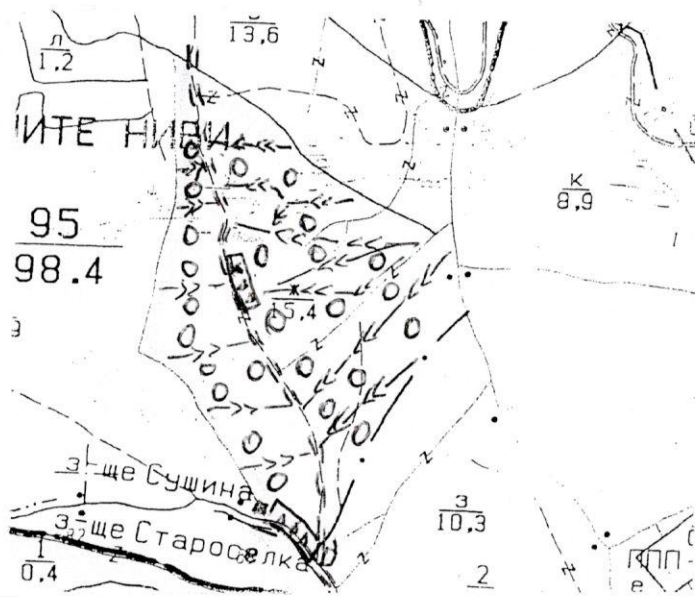 13,6
л
1,2
ИТЕ НИВИ
к
8,9
95
98.4
ж
15,4
з-ще Сушина
з-ще Староселка
з
10,3
1
0,4
2
ПП
е